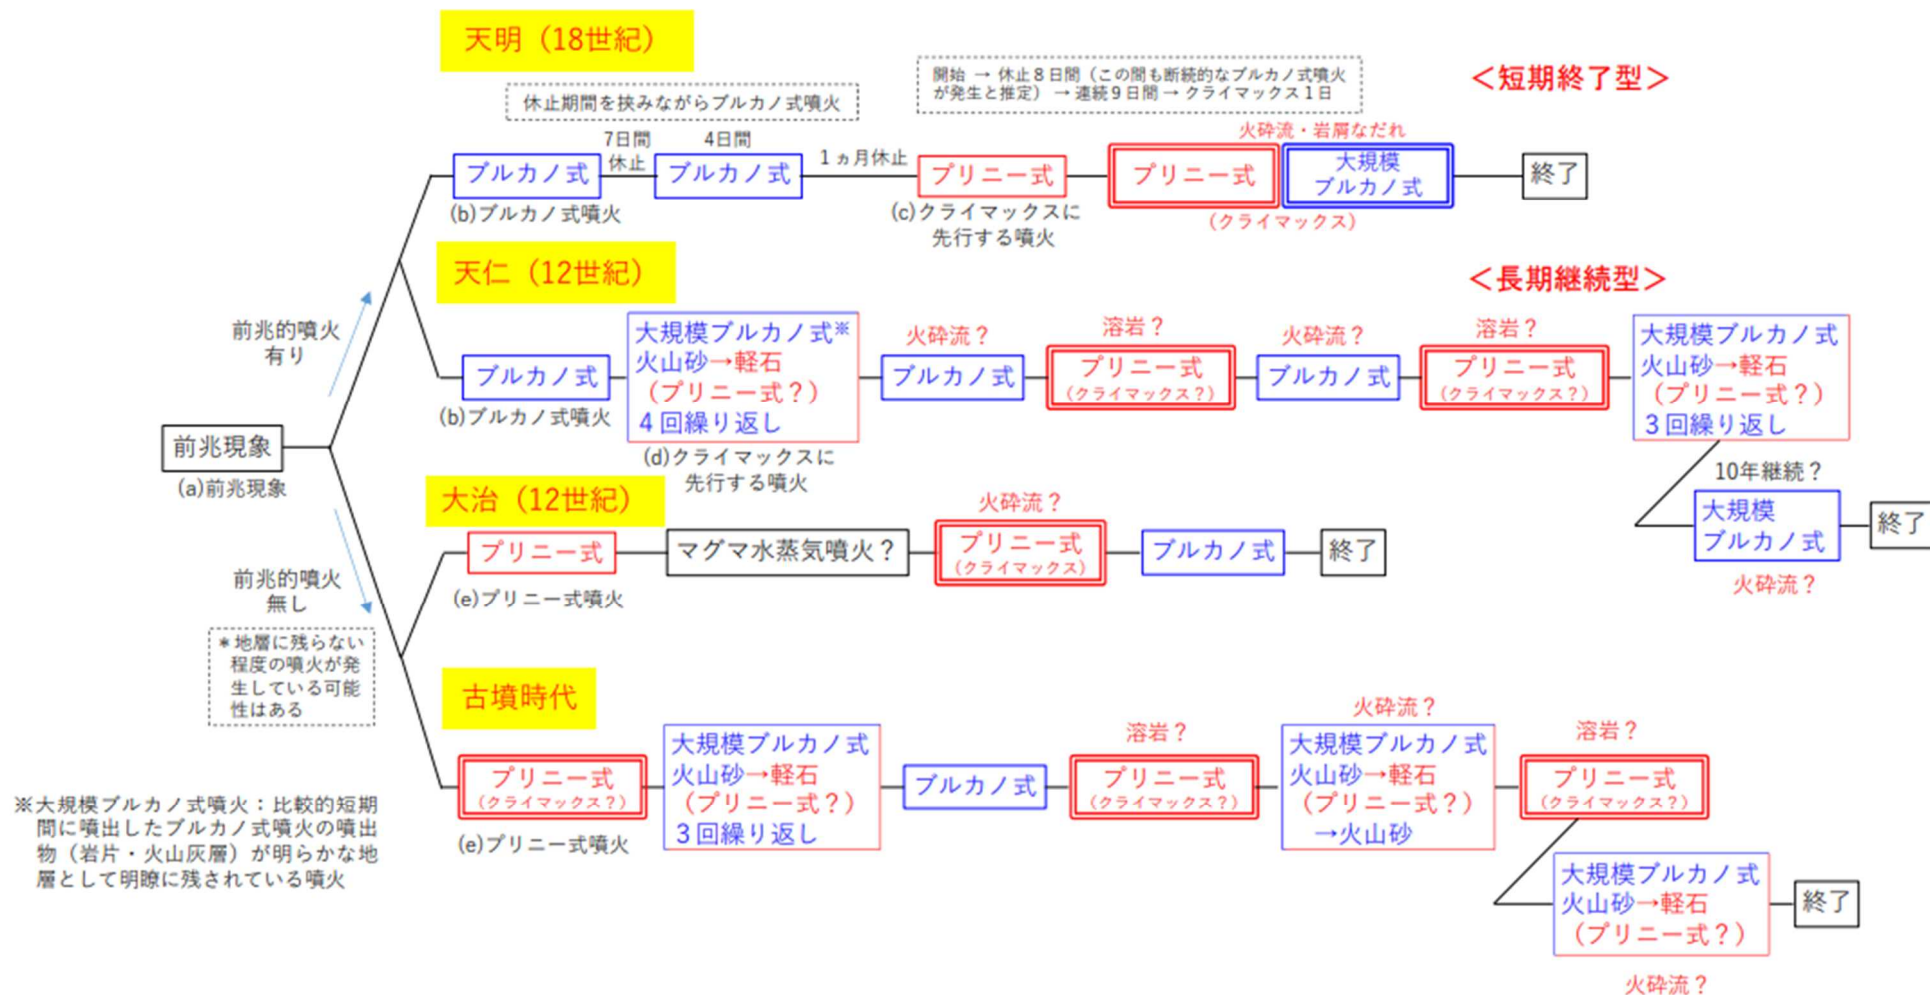 天明（18世紀）
休止期間を挟みながらブルカノ式噴火
開始 → 休止８日間（この間も断続的なブルカノ式噴火
が発生と推定） → 連続９日間 → クライマックス１日
＜短期終了型＞
ブルカノ式
7日間
休止
4日間
ブルカノ式
1ヵ月休止
プリニー式
火砕流・岩屑なだれ
プリニー式
大規模
ブルカノ式
終了
(b)ブルカノ式噴火
(c)クライマックスに
先行する噴火
（クライマックス）
天仁（12世紀）
＜長期継続型＞
前兆的噴火
有り
ブルカノ式
大規模ブルカノ式※
火山砂→軽石
（プリニー式？）
４回繰り返し
火砕流？
ブルカノ式
溶岩？
プリニー式
（クライマックス？）
火砕流？
ブルカノ式
溶岩？
プリニー式
（クライマックス？）
大規模ブルカノ式
火山砂→軽石
（プリニー式？）
３回繰り返し
(b)ブルカノ式噴火
(d)クライマックスに
先行する噴火
10年継続？
大規模
ブルカノ式
終了
火砕流？
前兆現象
(a)前兆現象
大治（12世紀）
プリニー式
マグマ水蒸気噴火？
火砕流？
プリニー式
（クライマックス）
ブルカノ式
終了
(e)プリニー式噴火
前兆的噴火
無し
＊地層に残らない
程度の噴火が発
生している可能
性はある
古墳時代
プリニー式
（クライマックス？）
大規模ブルカノ式
火山砂→軽石
（プリニー式？）
３回繰り返し
ブルカノ式
溶岩？
プリニー式
（クライマックス？）
火砕流？
大規模ブルカノ式
火山砂→軽石
（プリニー式？）
→火山砂
溶岩？
プリニー式
（クライマックス？）
(e)プリニー式噴火
大規模ブルカノ式
火山砂→軽石
（プリニー式？）
終了
火砕流？
※大規模ブルカノ式噴火：比較的短期
間に噴出したブルカノ式噴火の噴出
物（岩片・火山灰層）が明らかな地
層として明瞭に残されている噴火